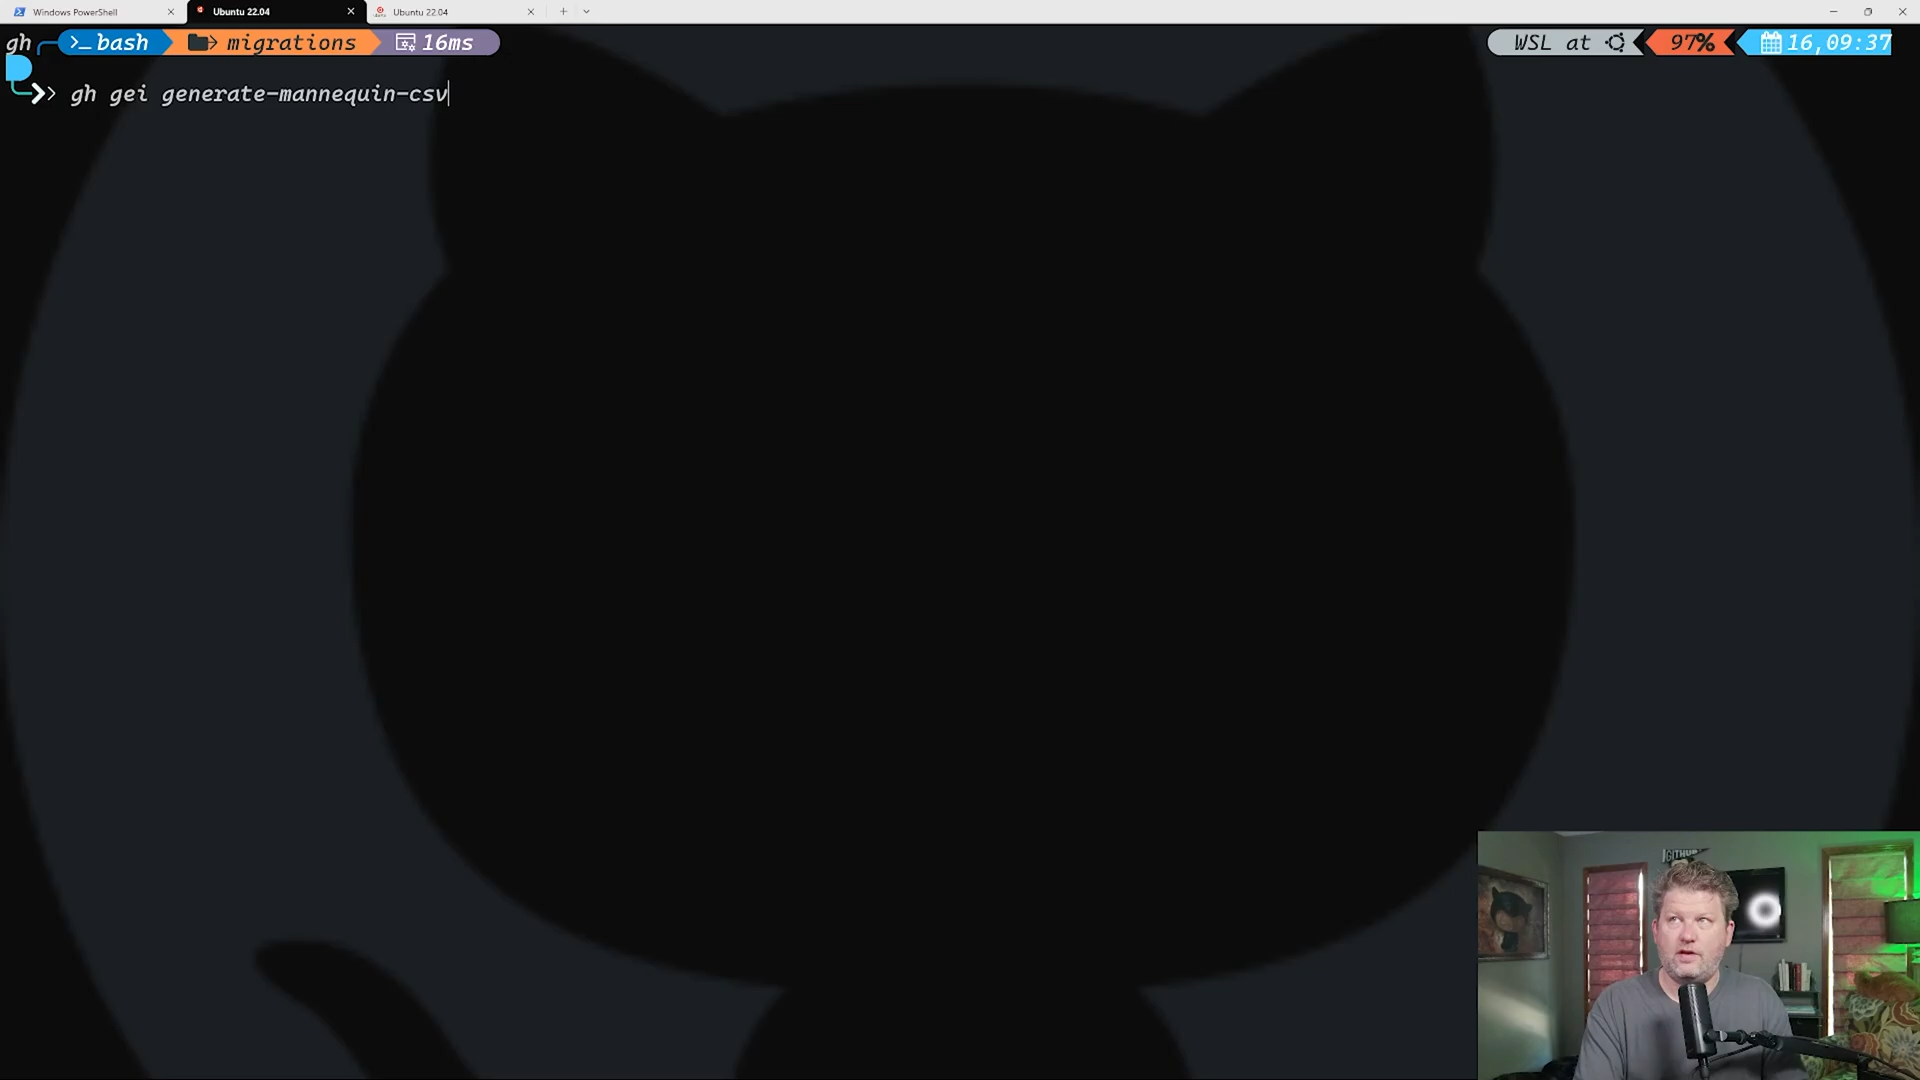 Windows PowerShell
Ubuntu 22.04
Ubuntu 22.04
gh >_ bash migrations 16ms
WSL at 97% 16,09:37
gh gei generate-mannequin-csv
GITHUB